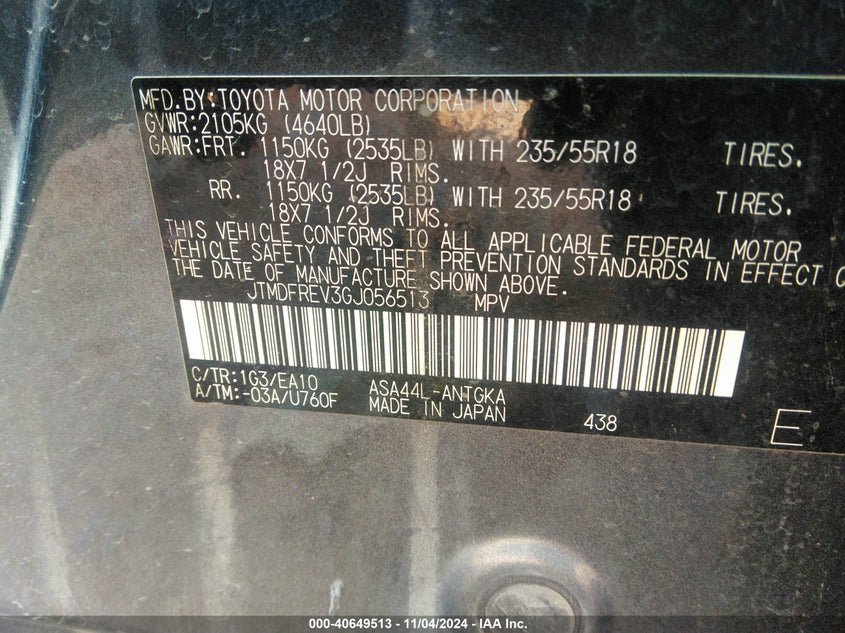 MFD.BY:TOYOTA MOTOR CORPORATION
GVWR:2105KG (4640LB)
GAWR:FRT. 1150KG (2535LB) WITH 235/55R18 TIRES.
18X7 1/2J RIMS.
RR. 1150KG (2535LB) WITH 235/55R18 TIRES.
18X7 1/2J RIMS.
THIS VEHICLE CONFORMS TO ALL APPLICABLE FEDERAL MOTOR
VEHICLE SAFETY AND THEFT PREVENTION STANDARDS IN EFFECT
THE DATE OF MANUFACTURE SHOWN ABOVE.
JTMDFREV3GJ056513 MPV
C/TR:1G3/EA10 ASA44L-ANTGKA
A/TM:-03A/U760F MADE IN JAPAN 438 E
000-40649513 - 11/04/2024 - IAA Inc.